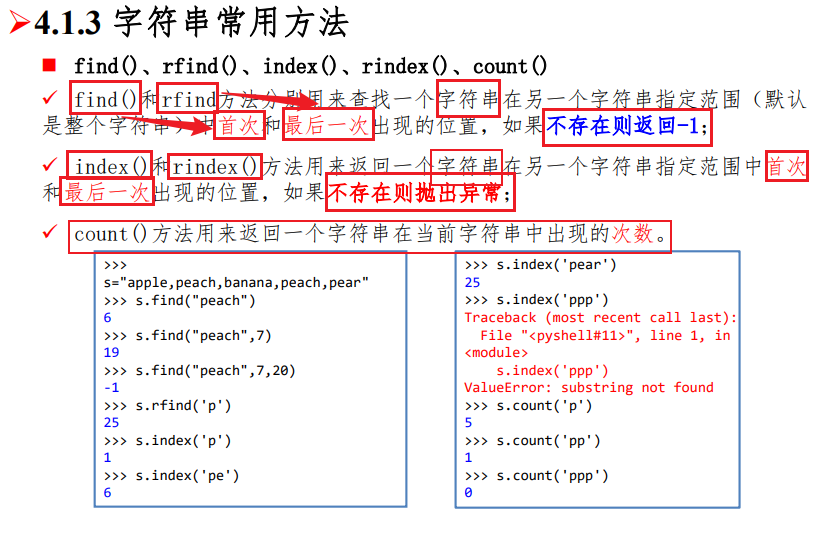 ➢4.1.3 字符串常用方法
■ find()、rfind()、index()、rindex()、count()
✓ find()和rfind方法分别用来查找一个字符串在另一个字符串指定范围（默认
是整个字符串）中首次和最后一次出现的位置，如果不存在则返回-1；
✓ index()和rindex()方法用来返回一个字符串在另一个字符串指定范围中首次
和最后一次出现的位置，如果不存在则抛出异常；
✓ count()方法用来返回一个字符串在当前字符串中出现的次数。
>>>
s="apple,peach,banana,peach,pear"
>>> s.find("peach")
6
>>> s.find("peach",7)
19
>>> s.find("peach",7,20)
-1
>>> s.rfind('p')
25
>>> s.index('p')
1
>>> s.index('pe')
6
>>> s.index('pear')
25
>>> s.index('ppp')
Traceback (most recent call last):
File "<pyshell#11>", line 1, in
<module>
s.index('ppp')
ValueError: substring not found
>>> s.count('p')
5
>>> s.count('pp')
1
>>> s.count('ppp')
0